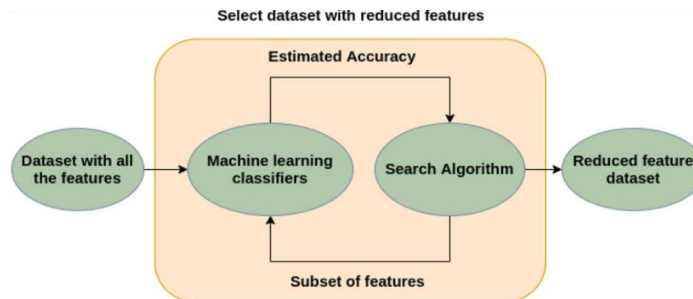 Select dataset with reduced features
Estimated Accuracy
Dataset with all
the features
Machine learning
classifiers
Search Algorithm
Reduced feature
dataset
Subset of features